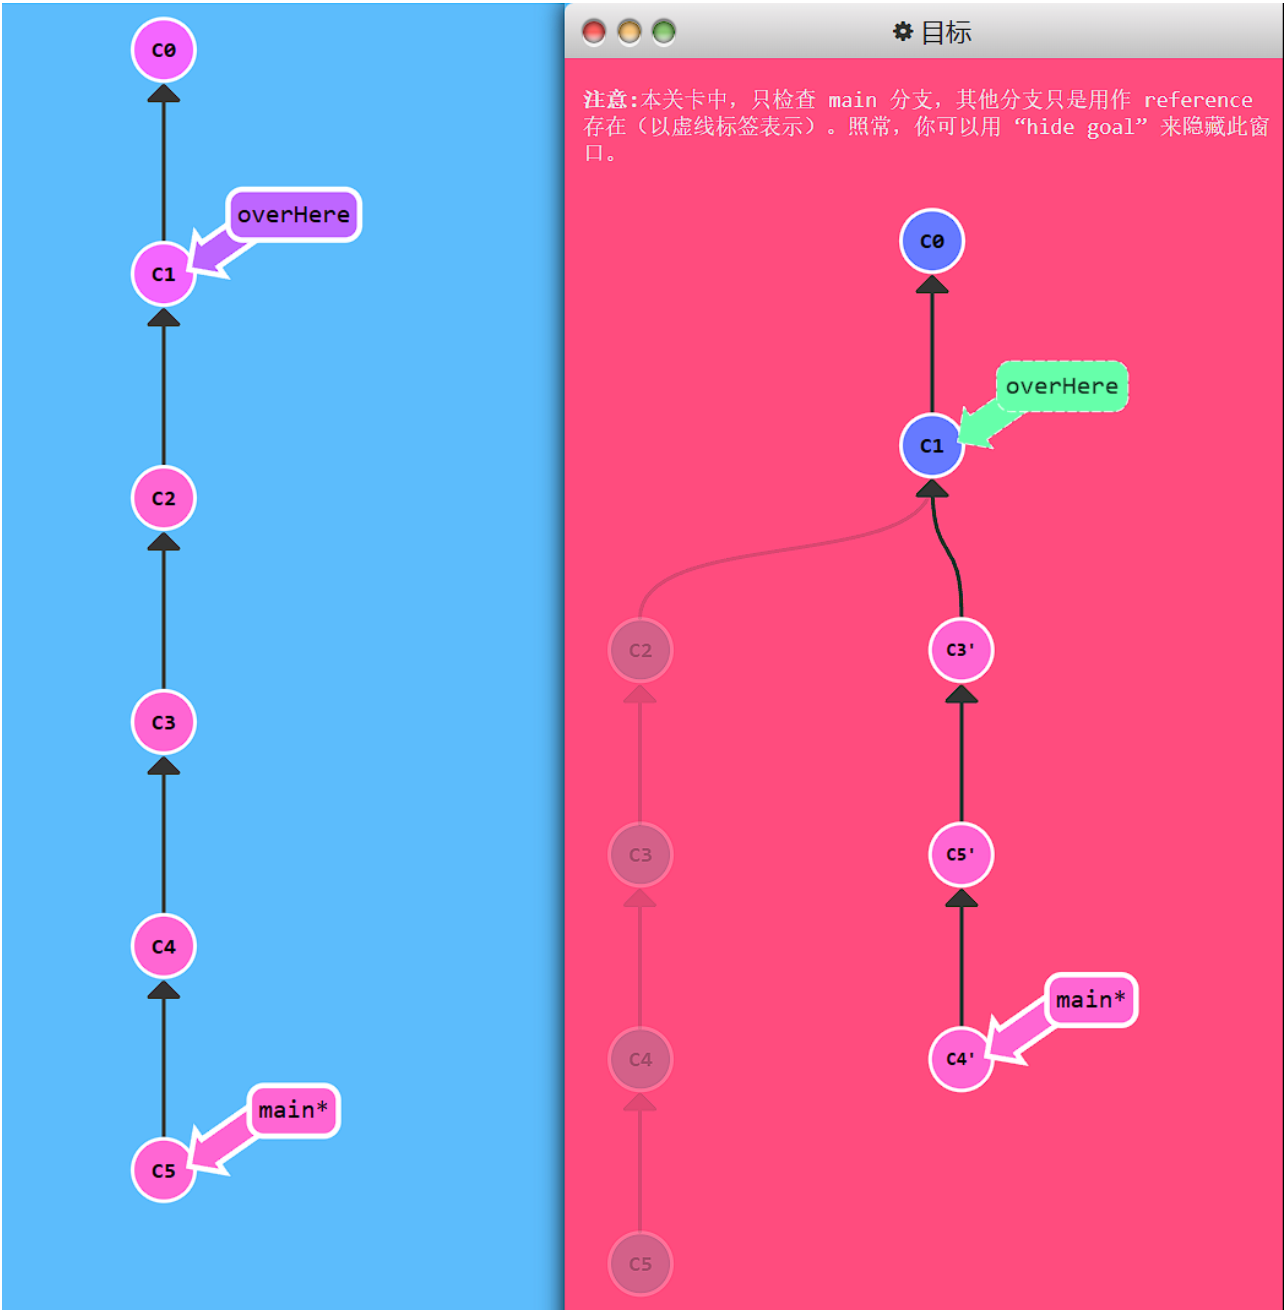 C0
overHere
C1
C2
C3
C4
main*
C5
目标
注意:本关卡中，只检查 main 分支，其他分支只是用作 reference
存在（以虚线标签表示）。照常，你可以用 “hide goal” 来隐藏此窗
口。
C0
overHere
C1
C2
C3'
C3
C5'
main*
C4
C4'
C5